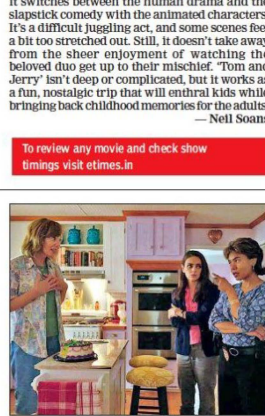 It switches between the human drama and the
slapstick comedy with the animated characters.
It's a difficult juggling act, and some scenes feel
a bit too stretched out. Still, it doesn't take away
from the sheer enjoyment of watching the
beloved duo get up to their mischief. 'Tom and
Jerry' isn't deep or complicated, but it works as
a fun, nostalgic trip that will enthral kids while
bringing back childhood memories for the adults.
— Neil Soans
To review any movie and check show
timings visit etimes.in